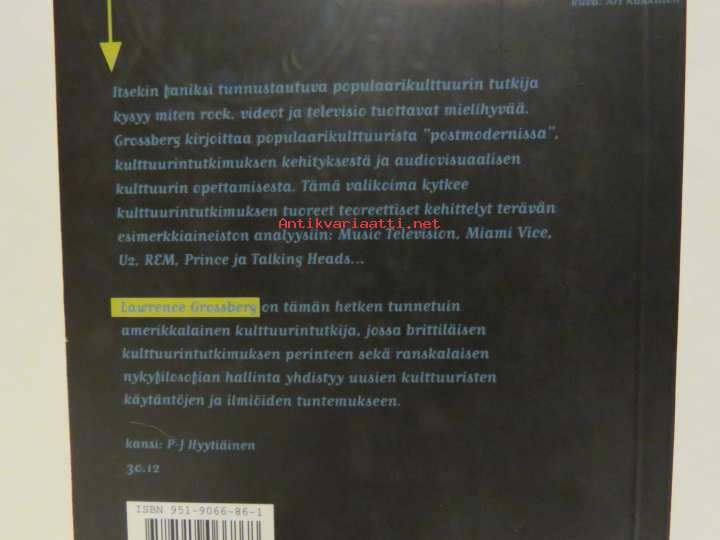 kuva: Ari
Itsekin faniksi tunnustautuva populaarikulttuurin tutkija
kysyy miten rock, videot ja televisio tuottavat mielihyvää.
Grossberg kirjoittaa populaarikulttuurista "postmodernissa",
kulttuurintutkimuksen kehityksestä ja audiovisuaalisen
kulttuurin opettamisesta. Tämä valikoima kytkee
kulttuurintutkimuksen tuoreet teoreettiset kehittelyt terävän
Antikvariaatti.net
esimerkkiaineiston analyysiin: Music Television, Miami Vice,
U2, REM, Prince ja Talking Heads...
Lawrence Grossberg on tämän hetken tunnetuin
amerikkalainen kulttuurintutkija, jossa brittiläisen
kulttuurintutkimuksen perinteen sekä ranskalaisen
nykyfilosofian hallinta yhdistyy uusien kulttuuristen
käytäntöjen ja ilmiöiden tuntemukseen.
kansi: P-J Hyytiäinen
30.12
ISBN 951-9066-86-1